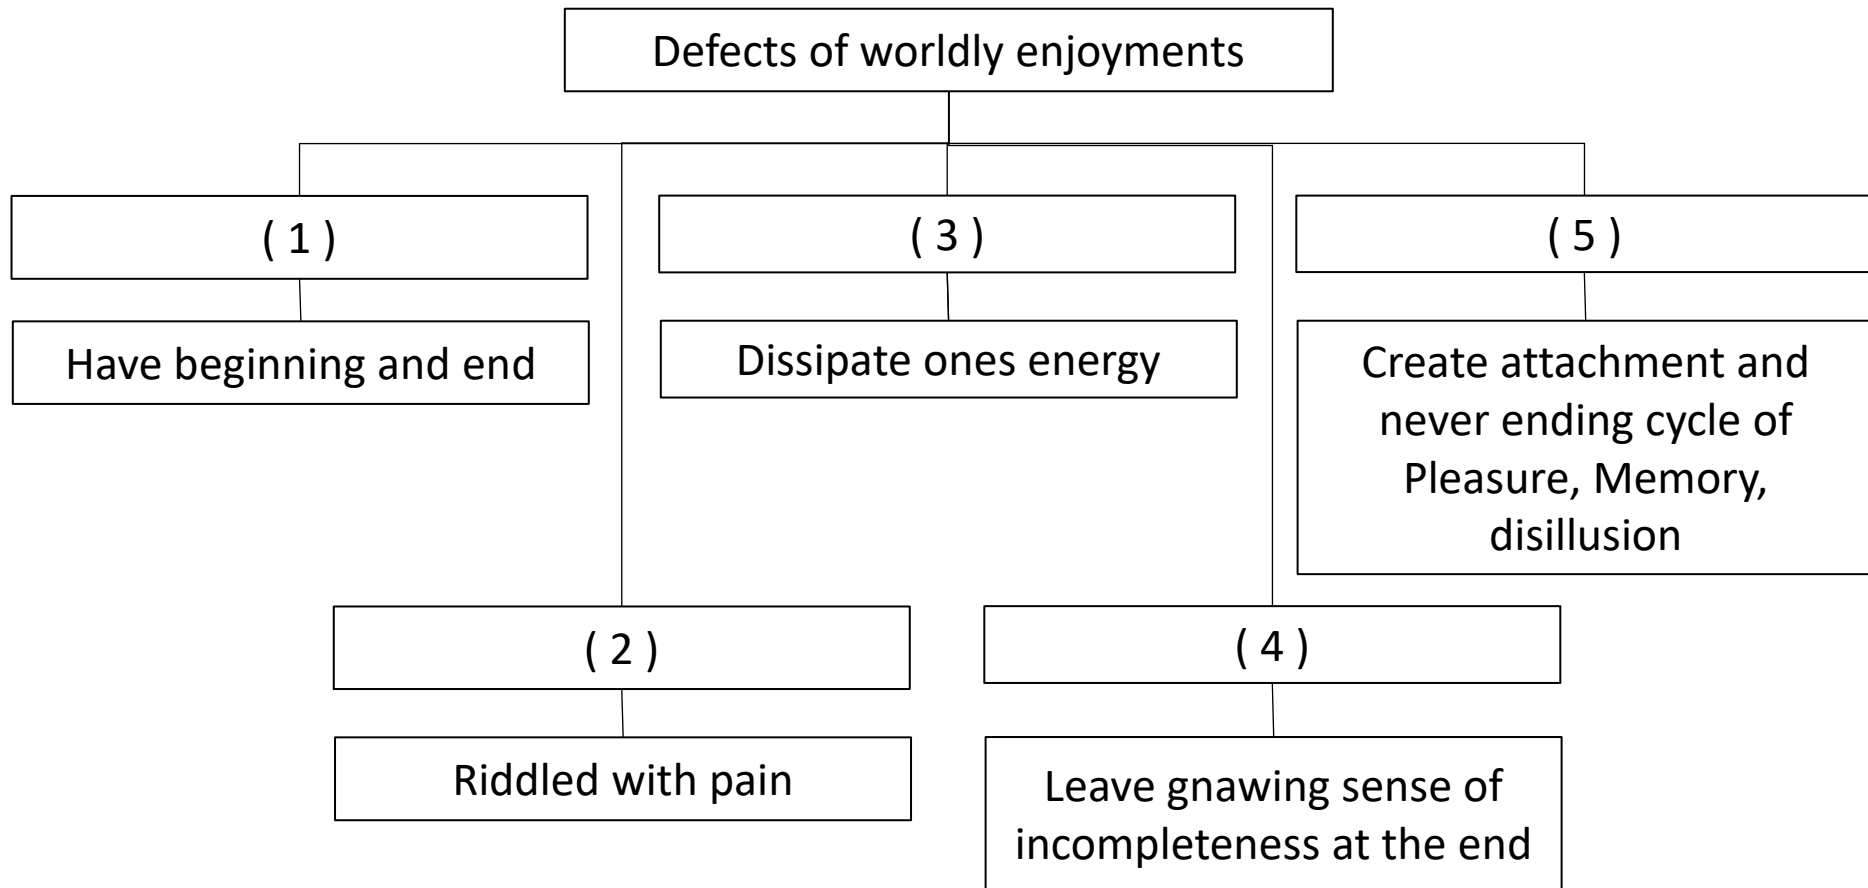 Defects of worldly enjoyments
( 1 )
Have beginning and end
( 2 )
Riddled with pain
( 3 )
Dissipate ones energy
( 4 )
Leave gnawing sense of
incompleteness at the end
( 5 )
Create attachment and
never ending cycle of
Pleasure, Memory,
disillusion